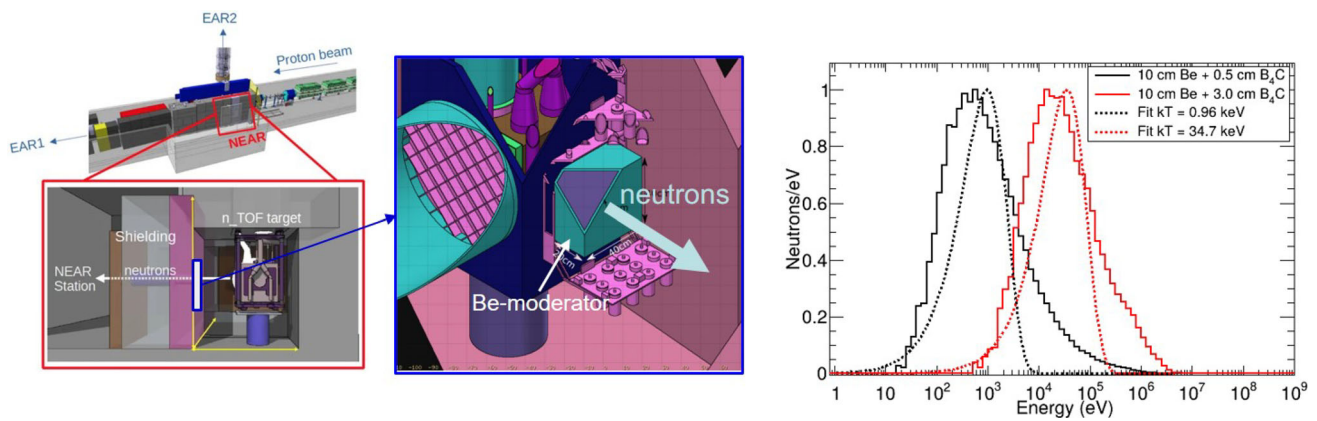 EAR2
Proton beam
EAR1
NEAR
n_TOF target
Shielding
NEAR
Station
neutrons
neutrons
40cm
Be-moderator
10 cm Be + 0.5 cm B₄C
10 cm Be + 3.0 cm B₄C
Fit kT = 0.96 keV
Fit kT = 34.7 keV
Neutrons/eV
1
0.8
0.6
0.4
0.2
0
1 10 10² 10³ 10⁴ 10⁵ 10⁶ 10⁷ 10⁸ 10⁹
Energy (eV)